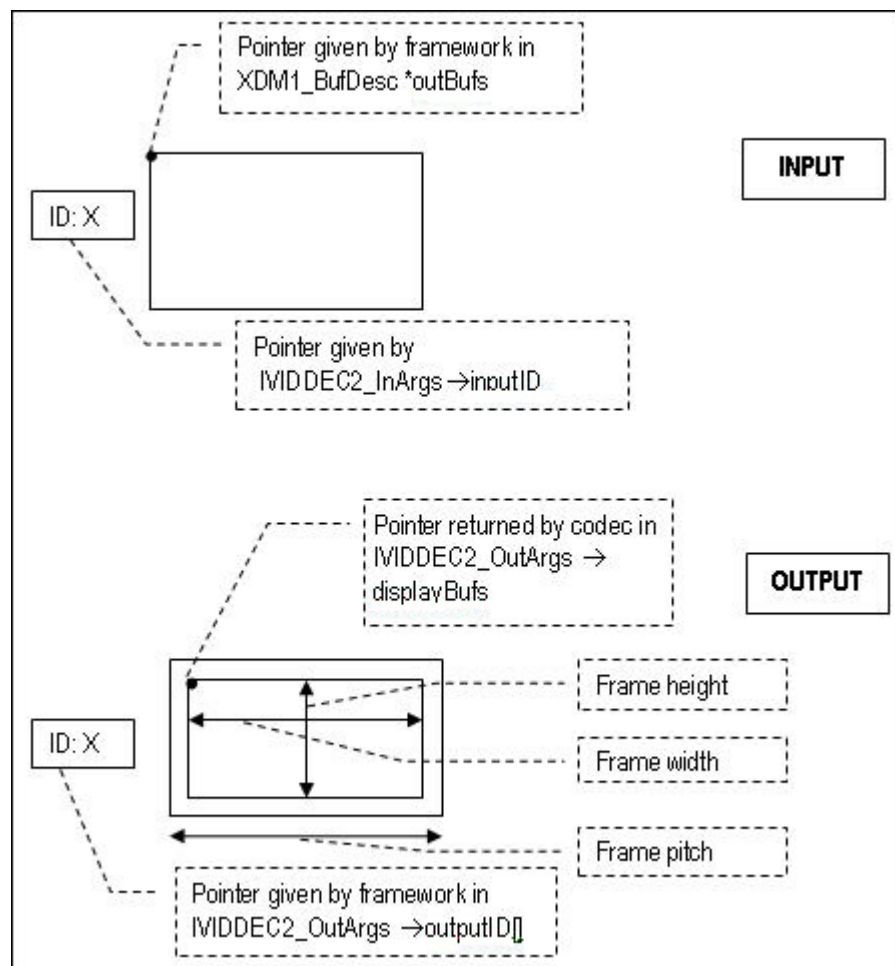 Pointer given by framework in
XDM1_BufDesc *outBufs
INPUT
ID: X
Pointer given by
IVIDDEC2_InArgs →inputID
Pointer returned by codec in
IVIDDEC2_OutArgs →
displayBufs
OUTPUT
Frame height
ID: X
Frame width
Frame pitch
Pointer given by framework in
IVIDDEC2_OutArgs →outputID[]